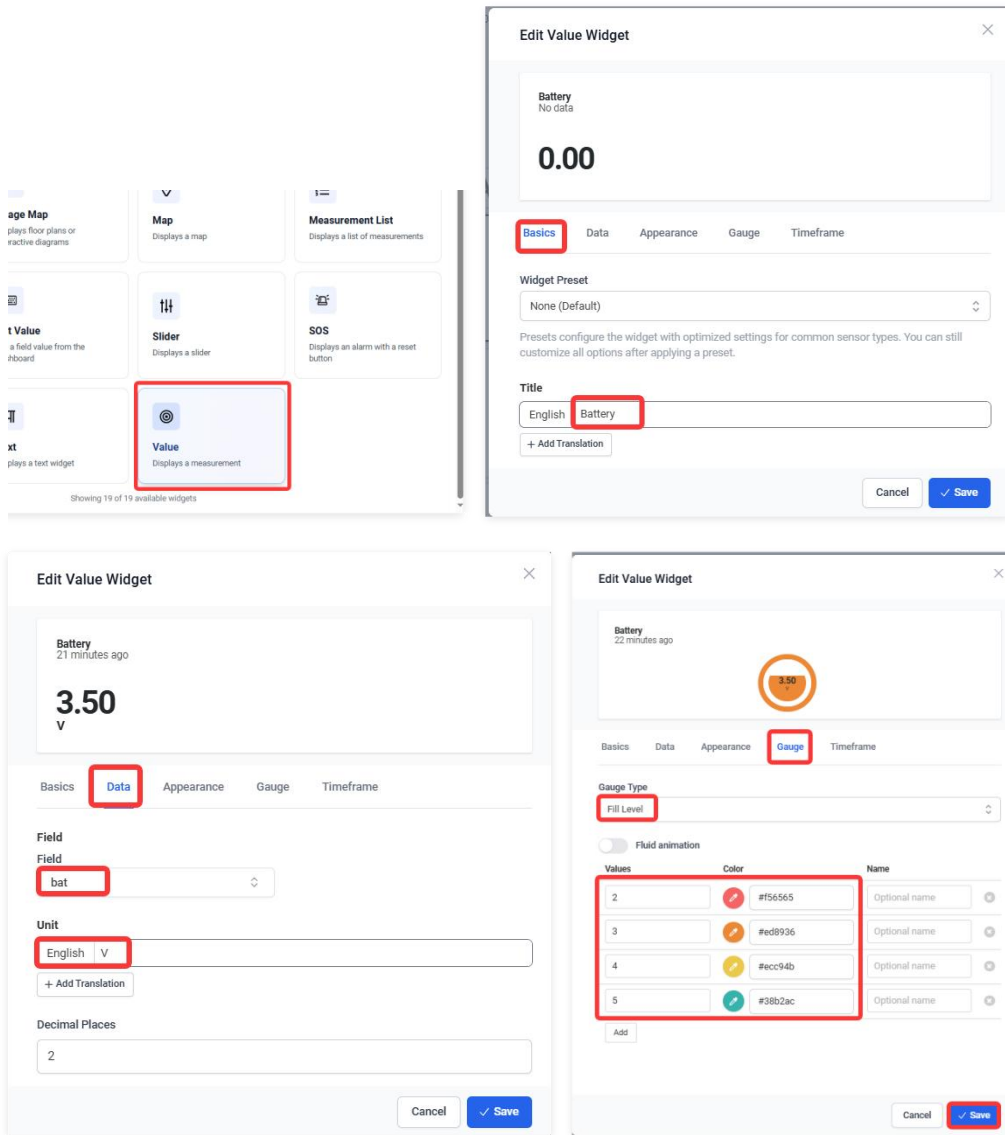 age Map
plays floor plans or
eractive diagrams
Map
Displays a map
Measurement List
Displays a list of measurements
t Value
a field value from the
hboard
Slider
Displays a slider
SOS
Displays an alarm with a reset
button
xt
plays a text widget
Value
Displays a measurement
Showing 19 of 19 available widgets
Edit Value Widget
Battery
No data
0.00
Basics Data Appearance Gauge Timeframe
Widget Preset
None (Default)
Presets configure the widget with optimized settings for common sensor types. You can still
customize all options after applying a preset.
Title
English Battery
+ Add Translation
Cancel Save
Edit Value Widget
Battery
21 minutes ago
3.50
V
Basics Data Appearance Gauge Timeframe
Field
Field
bat
Unit
English V
+ Add Translation
Decimal Places
2
Cancel Save
Edit Value Widget
Battery
22 minutes ago
3.50
V
Basics Data Appearance Gauge Timeframe
Gauge Type
Fill Level
Fluid animation
Values Color Name
2 #f56565 Optional name
3 #ed8936 Optional name
4 #ecc94b Optional name
5 #38b2ac Optional name
Add
Cancel Save